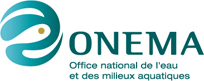 ONEMA
Office national de l'eau
et des milieux aquatiques